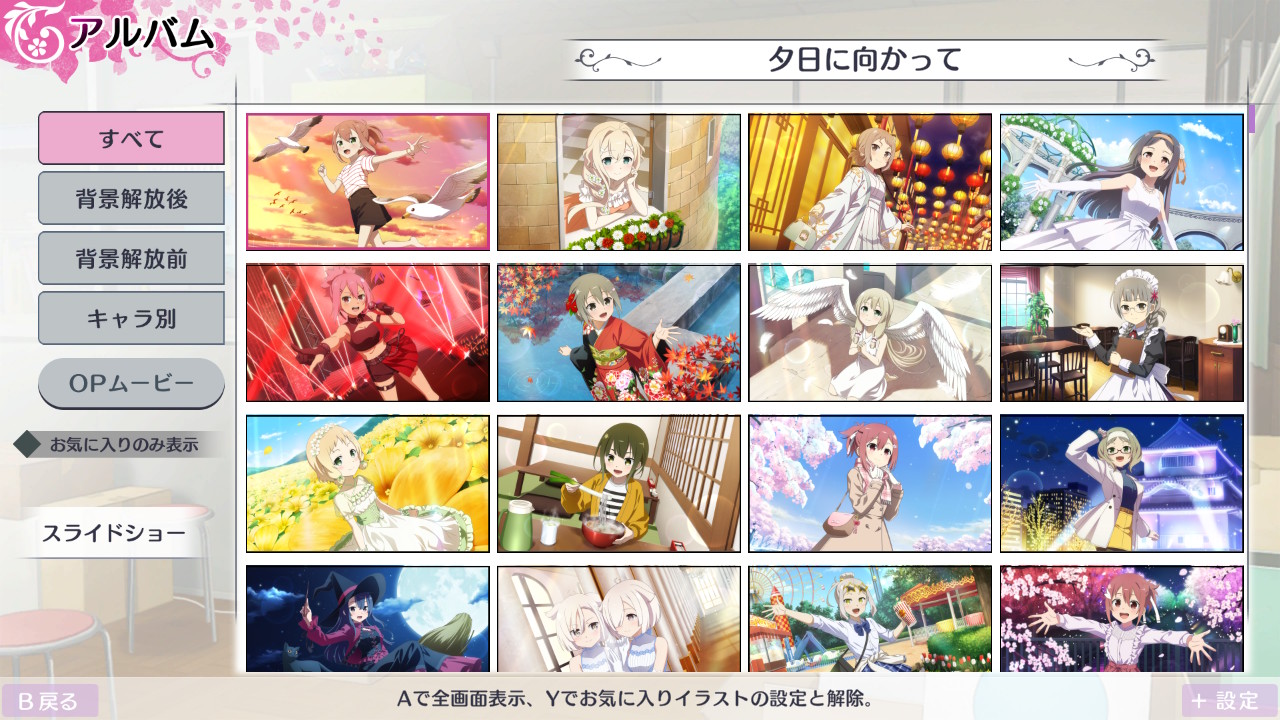 アルバム
夕日に向かって
すべて
背景解放後
背景解放前
キャラ別
OPムービー
お気に入りのみ表示
スライドショー
B 戻る
Aで全画面表示、Yでお気に入りイラストの設定と解除。
+ 設定